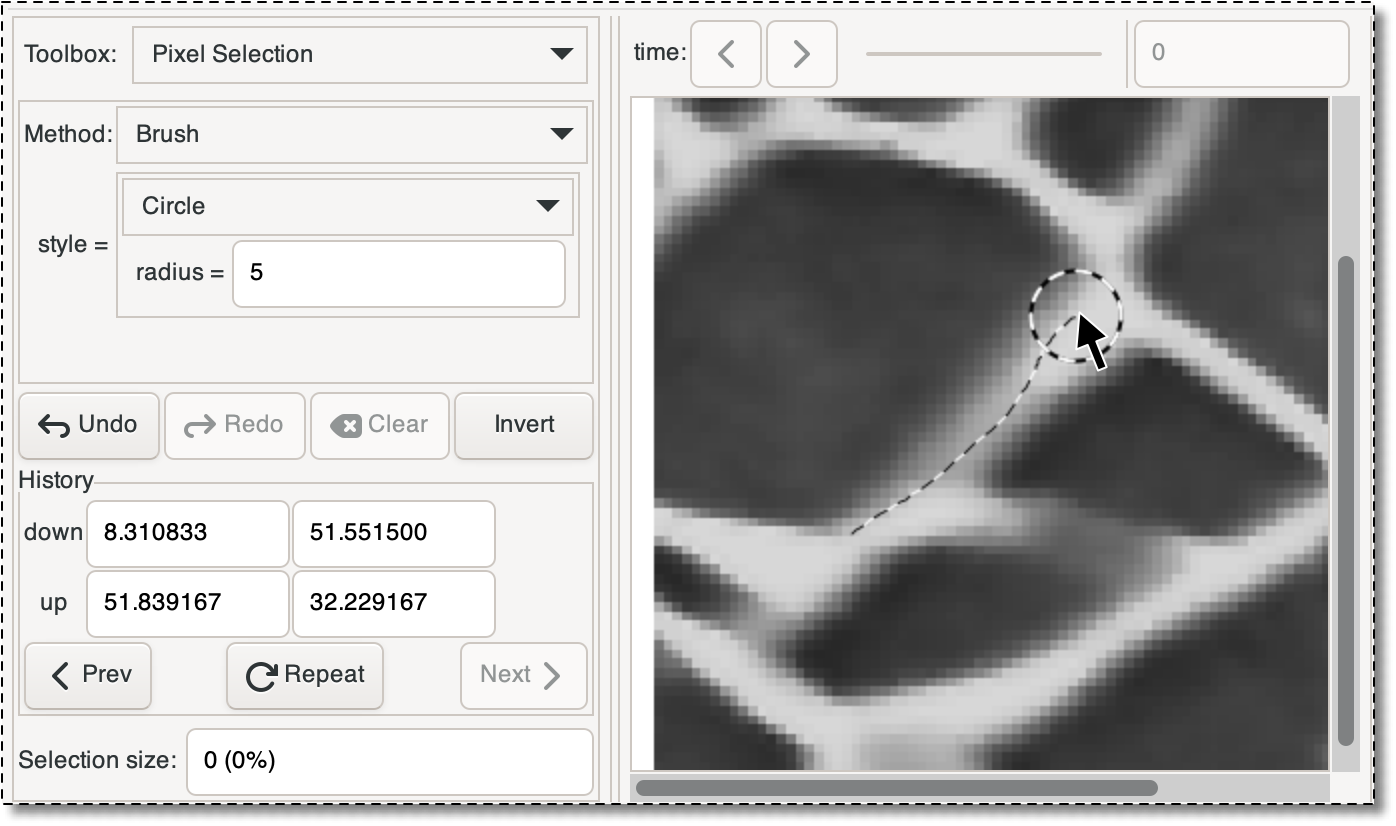 Toolbox: Pixel Selection
Method: Brush
Circle
style =
radius = 5
Undo Redo Clear Invert
History
down 8.310833 51.551500
up 51.839167 32.229167
Prev Repeat Next
Selection size: 0 (0%)
time: 0